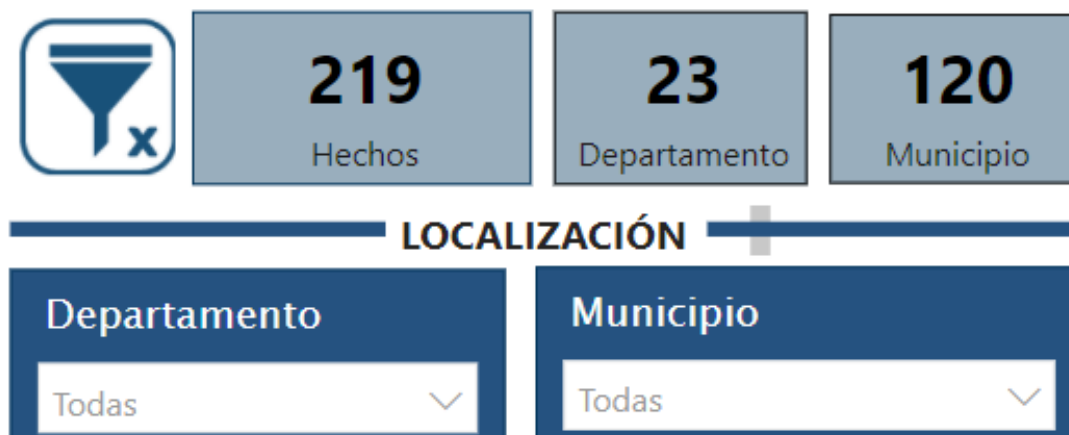 219 23 120
Hechos Departamento Municipio
LOCALIZACIÓN
Departamento Municipio
Todas Todas